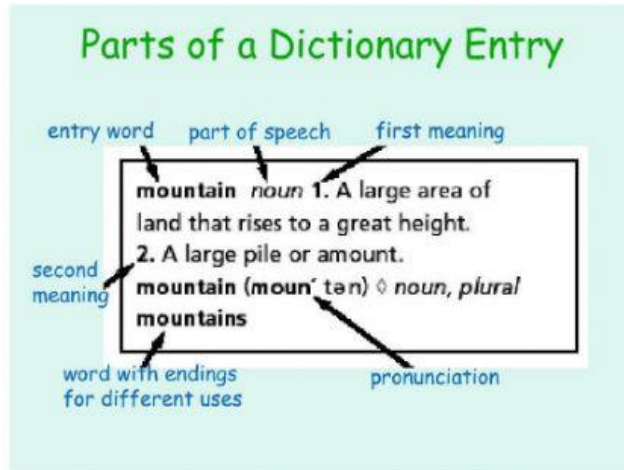 Parts of a Dictionary Entry
entry word part of speech first meaning
mountain noun 1. A large area of
land that rises to a great height.
2. A large pile or amount.
second
meaning
mountain (moun′ tən) ◊ noun, plural
mountains
word with endings
for different uses
pronunciation